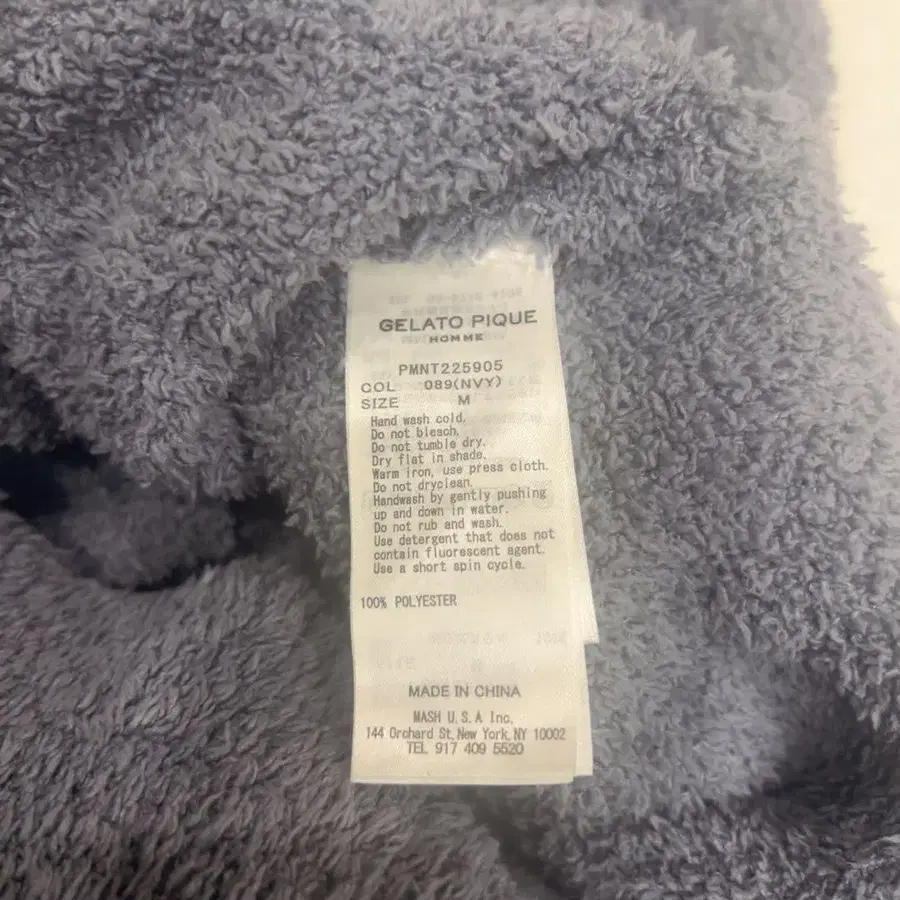 GELATO PIQUE
HOMME
PMNT225905
COL 089(NVY)
SIZE M
Hand wash cold.
Do not bleach.
Do not tumble dry.
Dry flat in shade.
Warm iron, use press cloth.
Do not dryclean.
Handwash by gently pushing
up and down in water.
Do not rub and wash.
Use detergent that does not
contain fluorescent agent.
Use a short spin cycle.
100% POLYESTER
MADE IN CHINA
MASH U.S.A Inc.
144 Orchard St, New York, NY 10002
TEL 917 409 5520